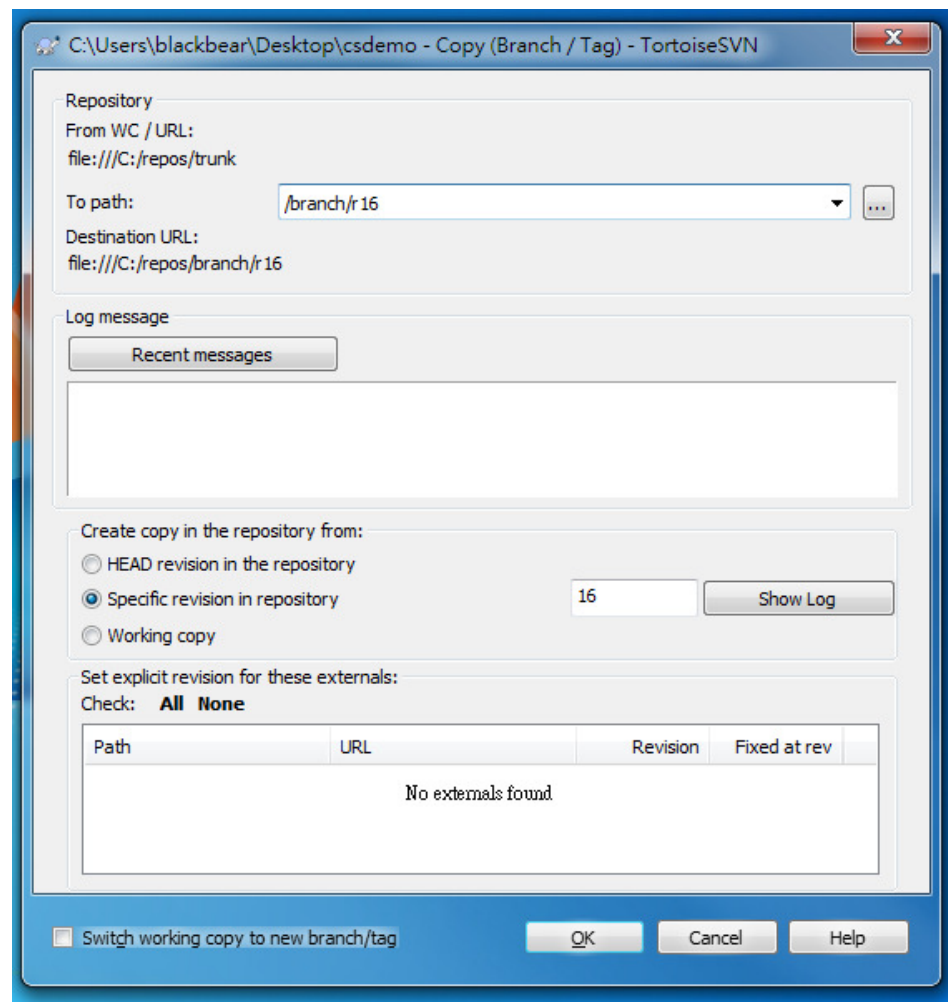 C:\Users\blackbear\Desktop\csdemo - Copy (Branch / Tag) - TortoiseSVN
Repository
From WC / URL:
file:///C:/repos/trunk
To path: /branch/r16 ...
Destination URL:
file:///C:/repos/branch/r16
Log message
Recent messages
Create copy in the repository from:
HEAD revision in the repository
Specific revision in repository 16 Show Log
Working copy
Set explicit revision for these externals:
Check: All None
Path URL Revision Fixed at rev
No externals found
Switch working copy to new branch/tag OK Cancel Help